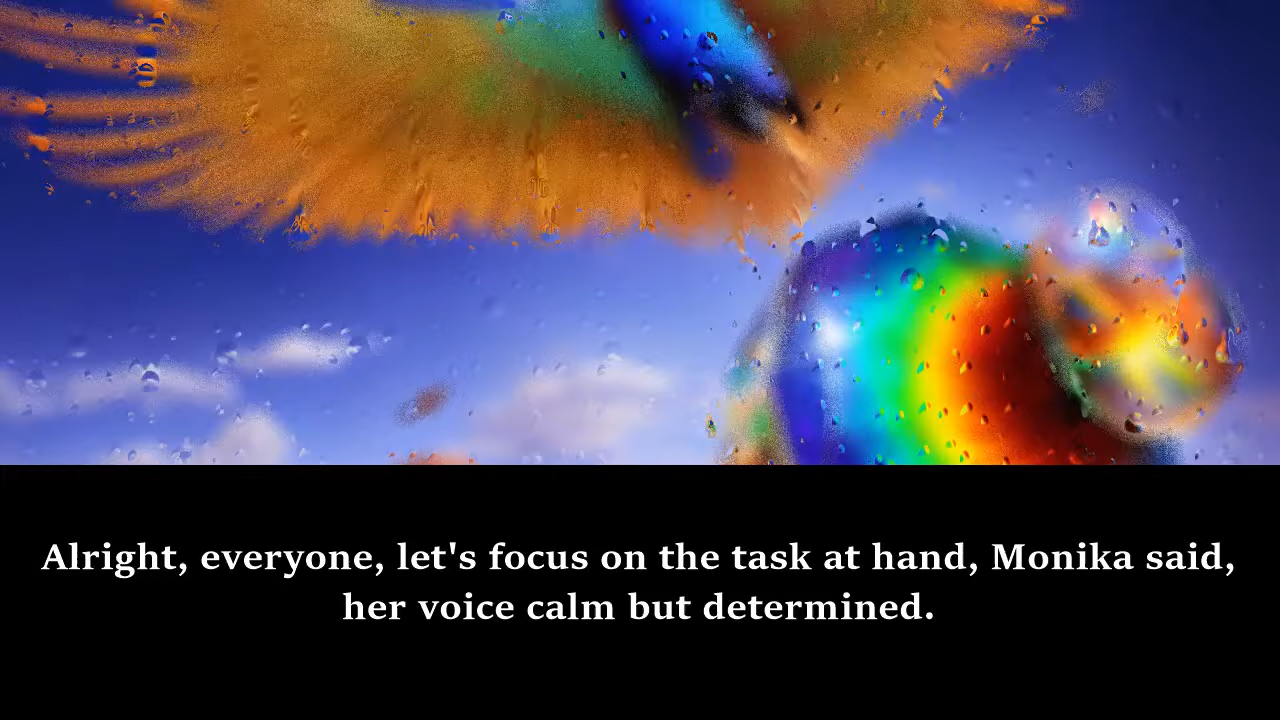 Alright, everyone, let's focus on the task at hand, Monika said,
her voice calm but determined.